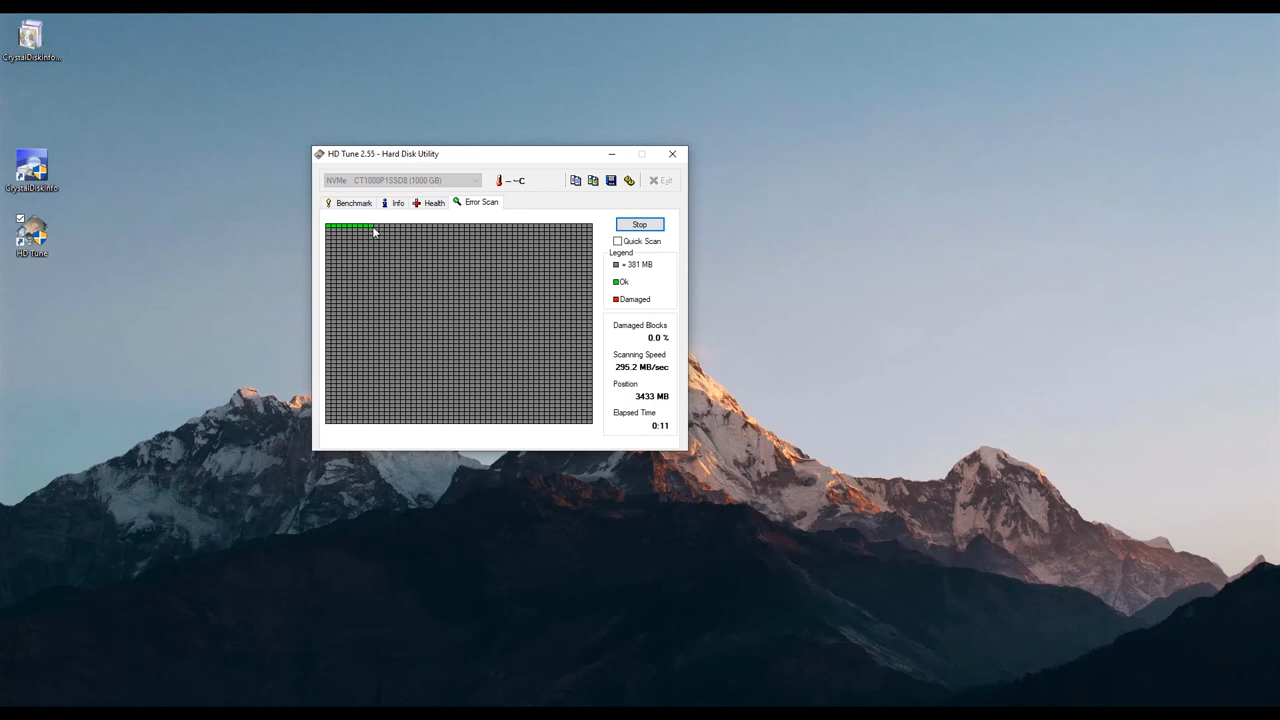 CrystalDiskInfo...
CrystalDiskInfo
HD Tune
HD Tune 2.55 - Hard Disk Utility
NVMe CT1000P1SSD8 (1000 GB)
Exit
Benchmark
Info
Health
Error Scan
Stop
Quick Scan
Legend
= 381 MB
Ok
Damaged
Damaged Blocks
0.0 %
Scanning Speed
295.2 MB/sec
Position
3433 MB
Elapsed Time
0:11